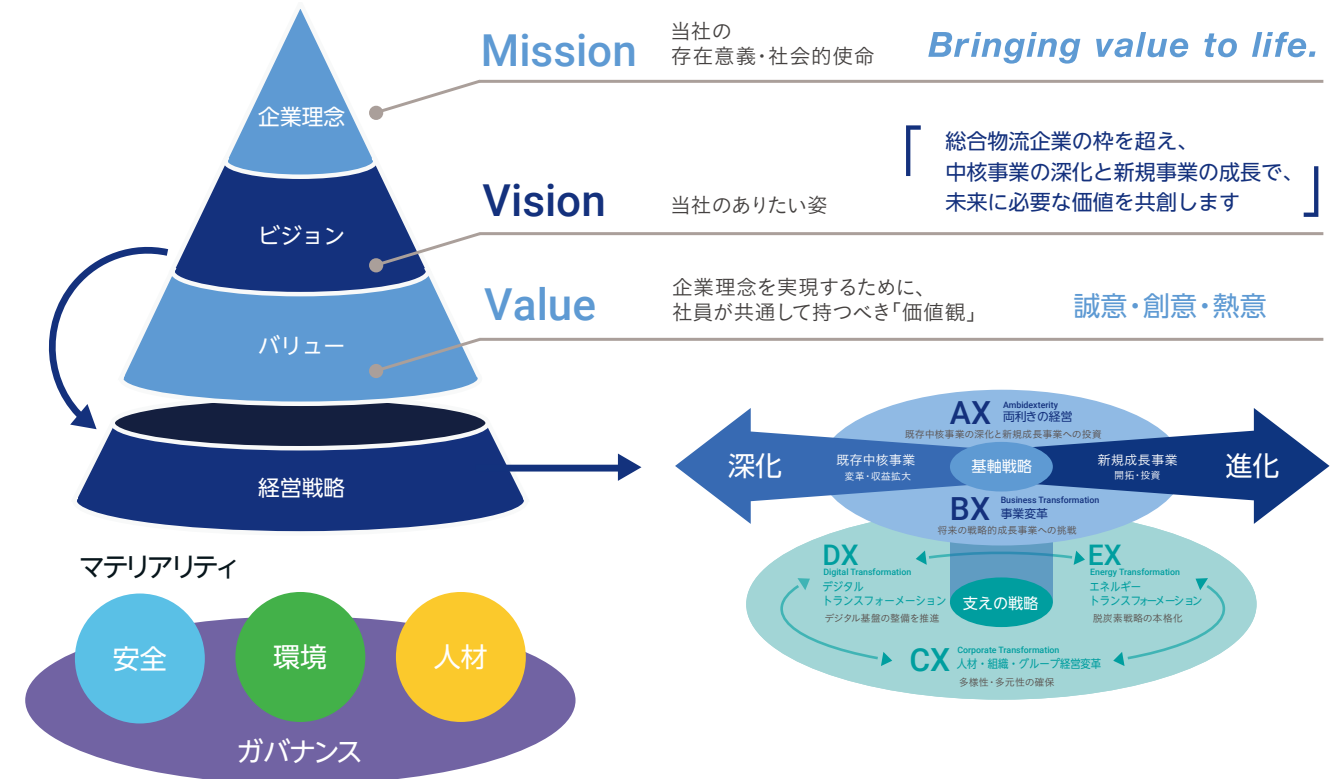 Mission
当社の
存在意義・社会的使命
Bringing value to life.
企業理念
Vision
当社のありたい姿
「総合物流企業の枠を超え、
中核事業の深化と新規事業の成長で、
未来に必要な価値を共創します」
ビジョン
Value
企業理念を実現するために、
社員が共通して持つべき「価値観」
誠意・創意・熱意
バリュー
経営戦略
AX
Ambidexterity
両利きの経営
既存中核事業の深化と新規成長事業への投資
深化
既存中核事業
変革・収益拡大
基軸戦略
新規成長事業
開拓・投資
進化
BX
Business Transformation
事業変革
将来の戦略的成長事業への挑戦
DX
Digital Transformation
デジタル
トランスフォーメーション
デジタル基盤の整備を推進
支えの戦略
EX
Energy Transformation
エネルギー
トランスフォーメーション
脱炭素戦略の本格化
CX
Corporate Transformation
人材・組織・グループ経営変革
多様性・多元性の確保
マテリアリティ
安全
環境
人材
ガバナンス